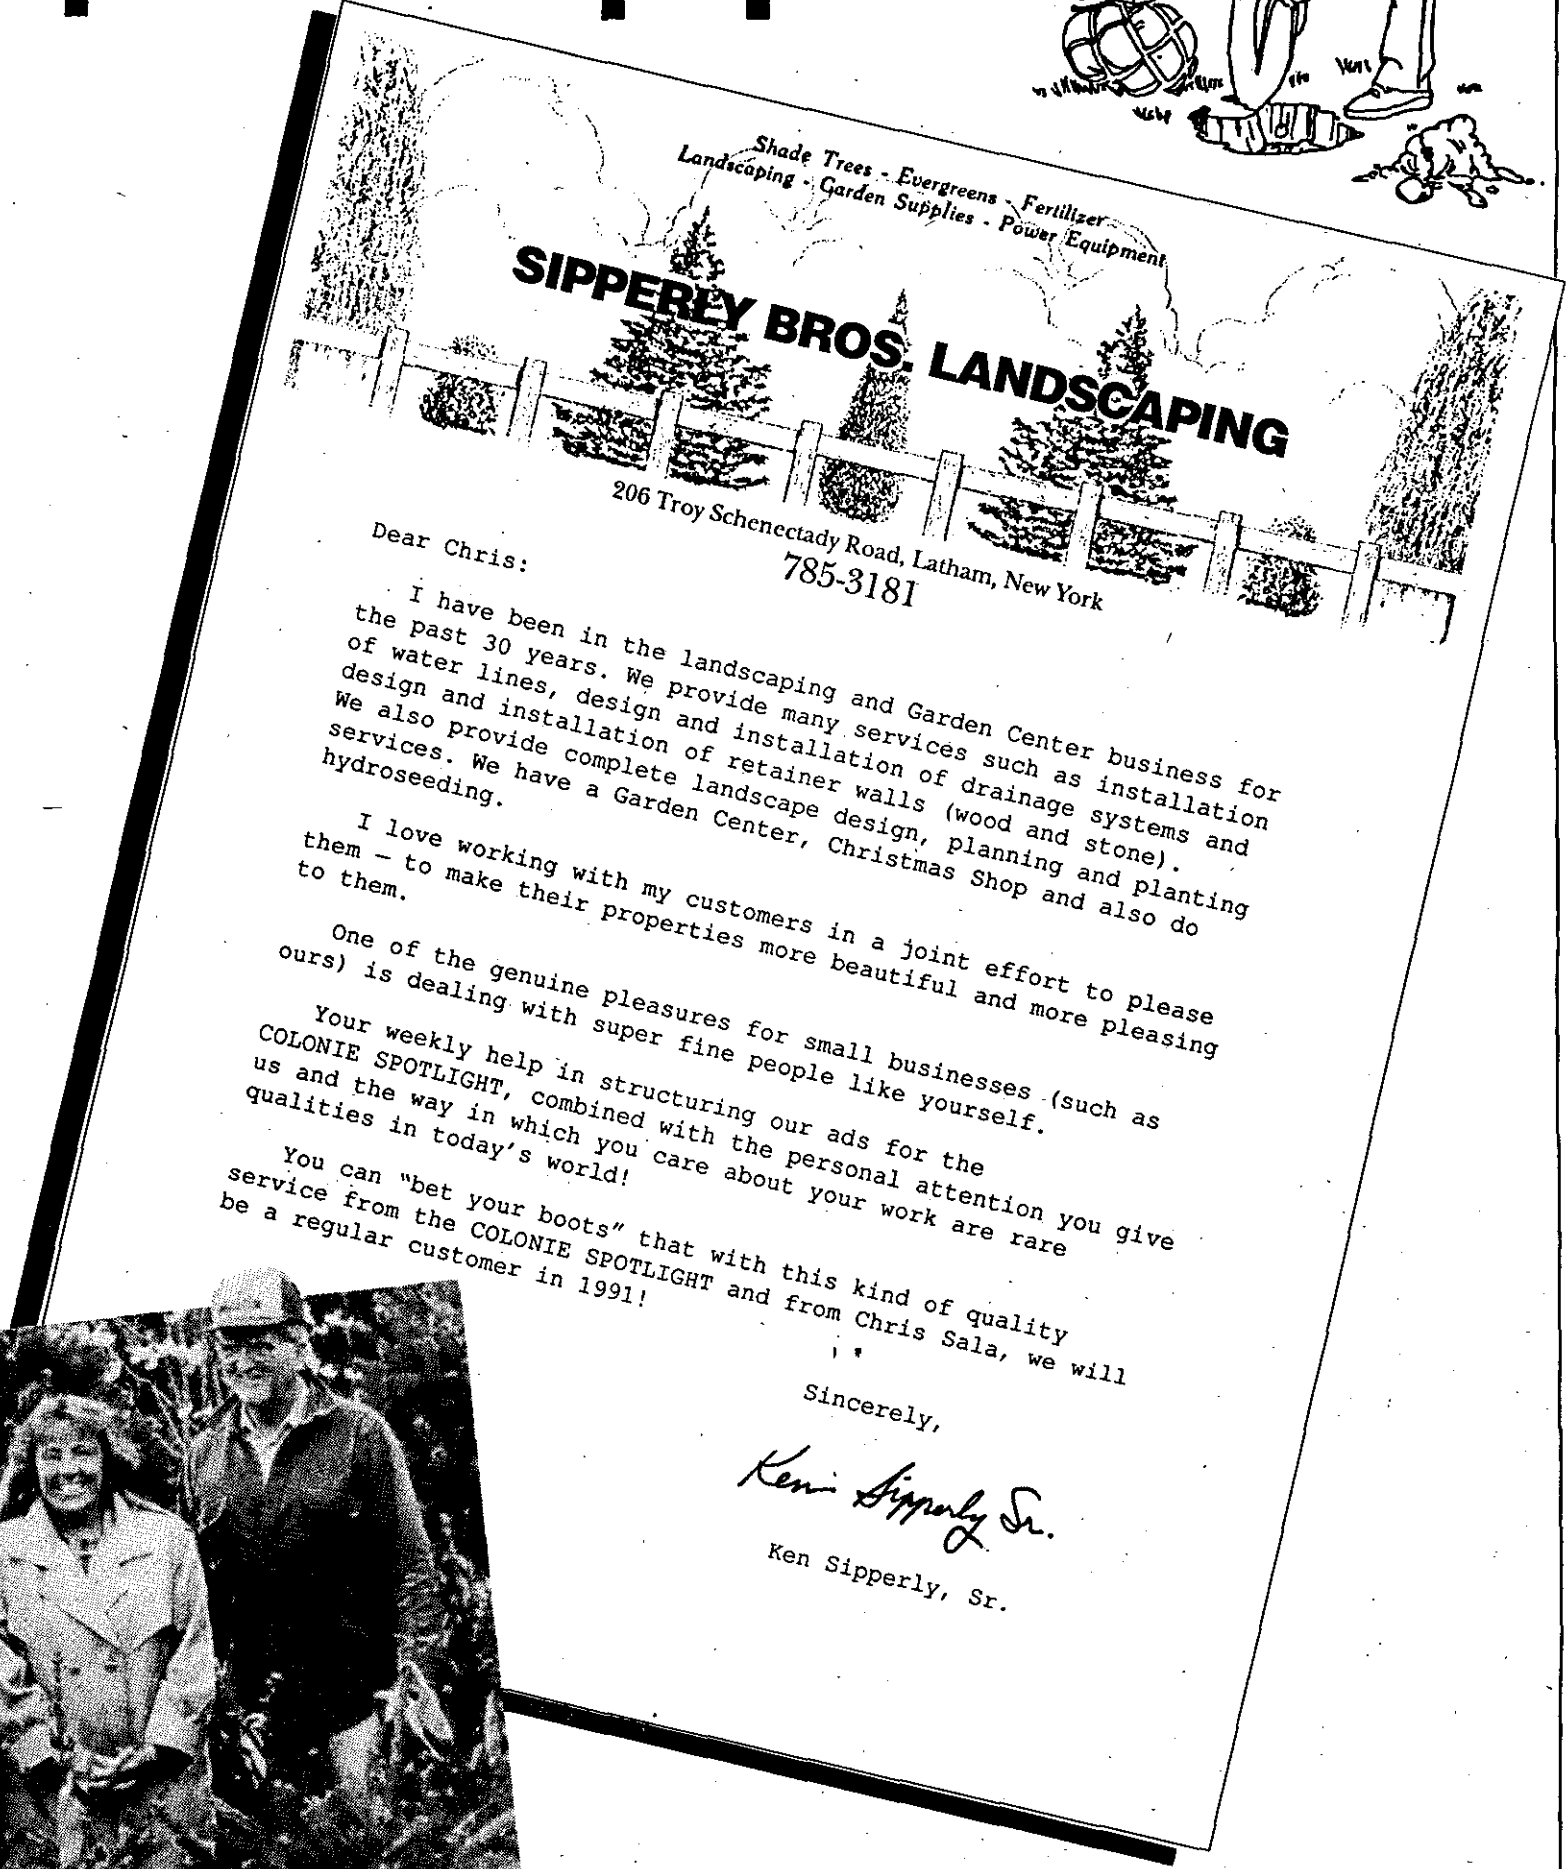 Shade Trees - Evergreens - Fertilizer
Landscaping - Garden Supplies - Power Equipment
SIPPERLY BROS. LANDSCAPING
206 Troy Schenectady Road, Latham, New York
785-3181
Dear Chris:
I have been in the landscaping and Garden Center business for
the past 30 years. We provide many services such as installation
of water lines, design and installation of drainage systems and
design and installation of retainer walls (wood and stone).
We also provide complete landscape design, planning and planting
services. We have a Garden Center, Christmas Shop and also do
hydroseeding.
I love working with my customers in a joint effort to please
them — to make their properties more beautiful and more pleasing
to them.
One of the genuine pleasures for small businesses (such as
ours) is dealing with super fine people like yourself.
Your weekly help in structuring our ads for the
COLONIE SPOTLIGHT, combined with the personal attention you give
us and the way in which you care about your work are rare
qualities in today's world!
You can "bet your boots" that with this kind of quality
service from the COLONIE SPOTLIGHT and from Chris Sala, we will
be a regular customer in 1991!
Sincerely,
Ken Sipperly Sr.
Ken Sipperly, Sr.